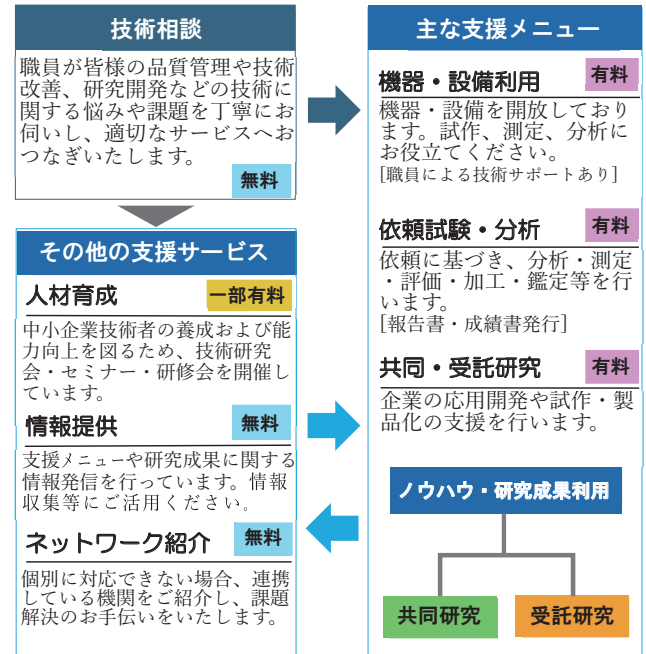 技術相談
職員が皆様の品質管理や技術
改善、研究開発などの技術に
関する悩みや課題を丁寧にお
伺いし、適切なサービスへお
つなぎいたします。
無料
その他の支援サービス
人材育成
一部有料
中小企業技術者の養成および能
力向上を図るため、技術研究
会・セミナー・研修会を開催し
ています。
情報提供
無料
支援メニューや研究成果に関する
情報発信を行っています。情報
収集等にご活用ください。
ネットワーク紹介
無料
個別に対応できない場合、連携
している機関をご紹介し、課題
解決のお手伝いをいたします。
主な支援メニュー
機器・設備利用
有料
機器・設備を開放しており
ます。試作、測定、分析に
お役立てください。
[職員による技術サポートあり]
依頼試験・分析
有料
依頼に基づき、分析・測定
・評価・加工・鑑定等を行
います。
[報告書・成績書発行]
共同・受託研究
有料
企業の応用開発や試作・製
品化の支援を行います。
ノウハウ・研究成果利用
共同研究
受託研究